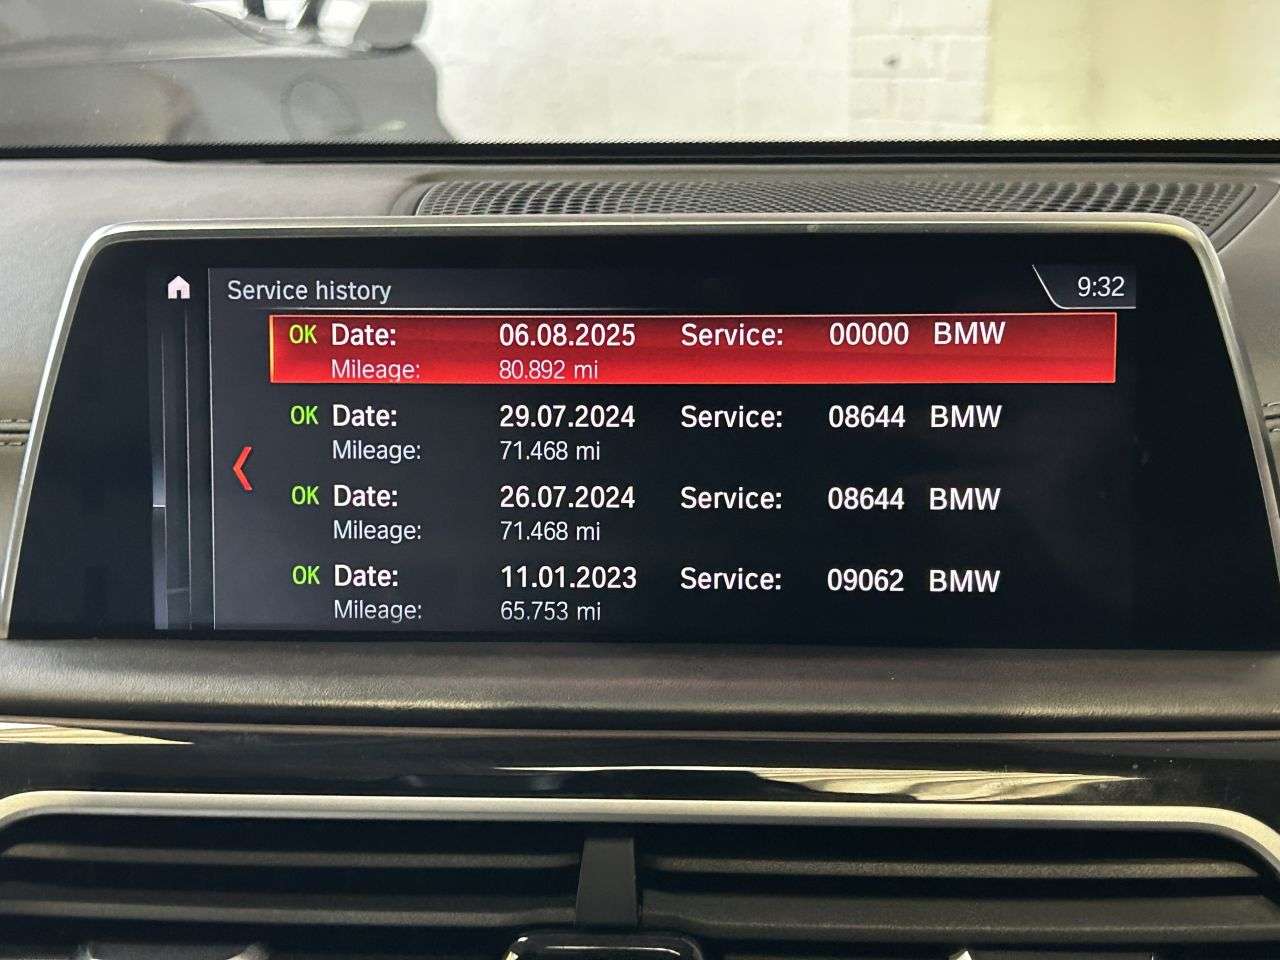 Service history 9:32
OK Date: 06.08.2025 Service: 00000 BMW
Mileage: 80.892 mi
OK Date: 29.07.2024 Service: 08644 BMW
Mileage: 71.468 mi
OK Date: 26.07.2024 Service: 08644 BMW
Mileage: 71.468 mi
OK Date: 11.01.2023 Service: 09062 BMW
Mileage: 65.753 mi